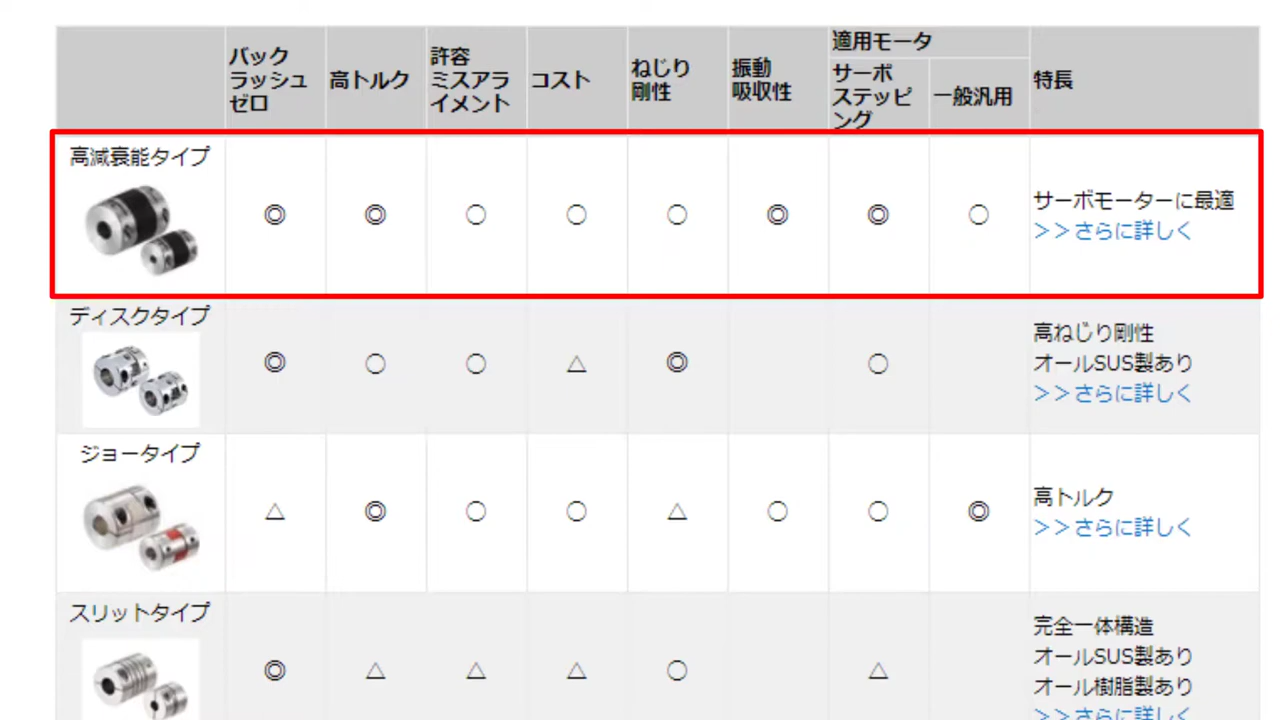 バック
ラッシュ
ゼロ
高トルク
許容
ミスアラ
イメント
コスト
ねじり
剛性
振動
吸収性
適用モータ
サーボ
ステッピ
ング
一般汎用
特長
高減衰能タイプ
◎ ◎ ○ ○ ○ ◎ ◎ ○
サーボモーターに最適
>>さらに詳しく
ディスクタイプ
◎ ○ ○ △ ◎ ○
高ねじり剛性
オールSUS製あり
>>さらに詳しく
ジョータイプ
△ ◎ ○ ○ △ ○ ○ ◎
高トルク
>>さらに詳しく
スリットタイプ
◎ △ △ △ ○ △
完全一体構造
オールSUS製あり
オール樹脂製あり
>>さらに詳しく